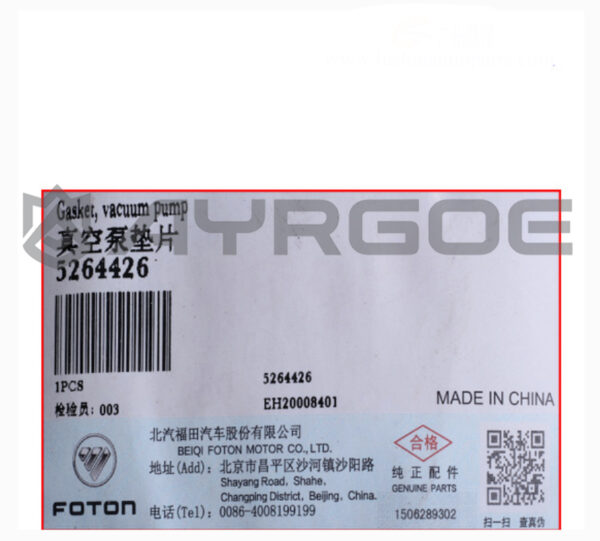 Gasket, vacuum pump
真空泵垫片
5264426
1PCS
5264426
检验员: 003
EH20008401
MADE IN CHINA
北汽福田汽车股份有限公司
BEIQI FOTON MOTOR CO., LTD.
地址(Add): 北京市昌平区沙河镇沙阳路
Shayang Road, Shahe,
Changping District, Beijing, China.
电话(Tel): 0086-4008199199
FOTON
合格
纯正配件
GENUINE PARTS
1506289302
扫一扫 查真伪
AYRGOE